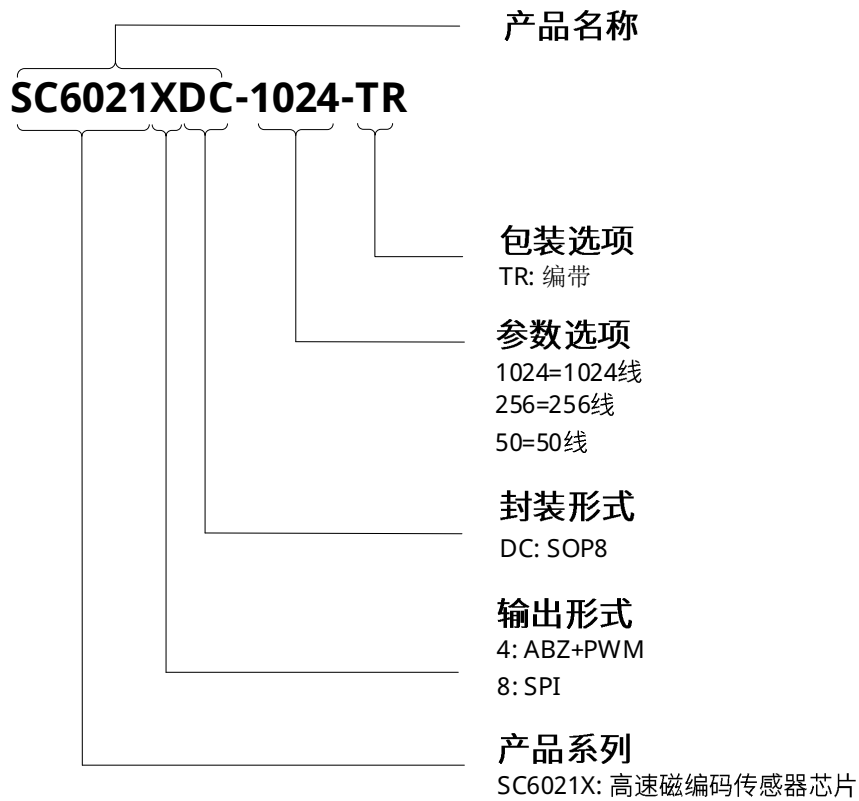 产品名称
SC6021XDC-1024-TR
包装选项
TR: 编带
参数选项
1024=1024线
256=256线
50=50线
封装形式
DC: SOP8
输出形式
4: ABZ+PWM
8: SPI
产品系列
SC6021X: 高速磁编码传感器芯片